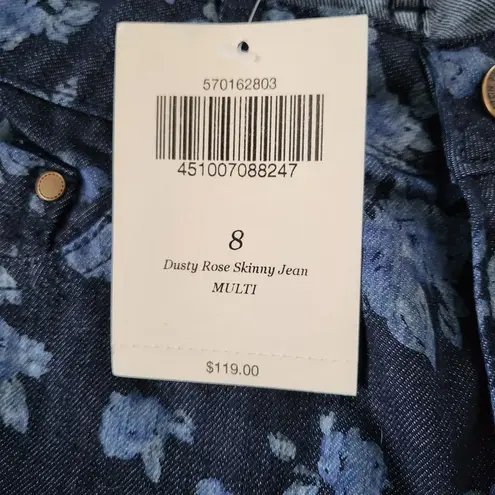 570162803
451007088247
8
Dusty Rose Skinny Jean
MULTI
$119.00